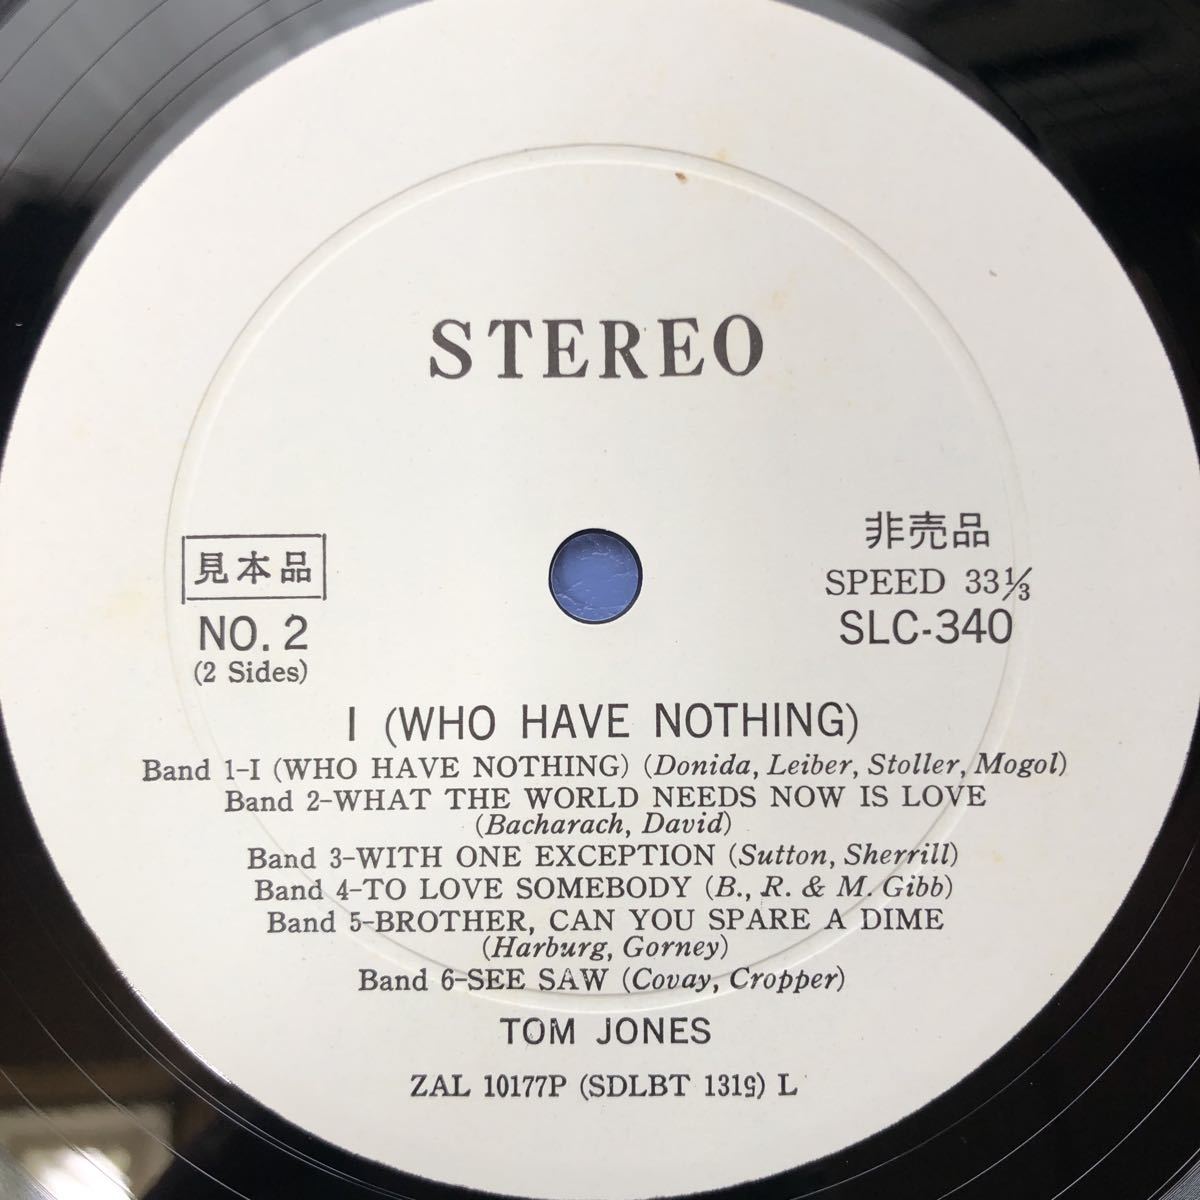 STEREO
見本品
NO. 2
(2 Sides)
非売品
SPEED 33⅓
SLC-340
I (WHO HAVE NOTHING)
Band 1-I (WHO HAVE NOTHING) (Donida, Leiber, Stoller, Mogol)
Band 2-WHAT THE WORLD NEEDS NOW IS LOVE
(Bacharach, David)
Band 3-WITH ONE EXCEPTION (Sutton, Sherrill)
Band 4-TO LOVE SOMEBODY (B., R. & M. Gibb)
Band 5-BROTHER, CAN YOU SPARE A DIME
(Harburg, Gorney)
Band 6-SEE SAW (Covay, Cropper)
TOM JONES
ZAL 10177P (SDLBT 1319) L